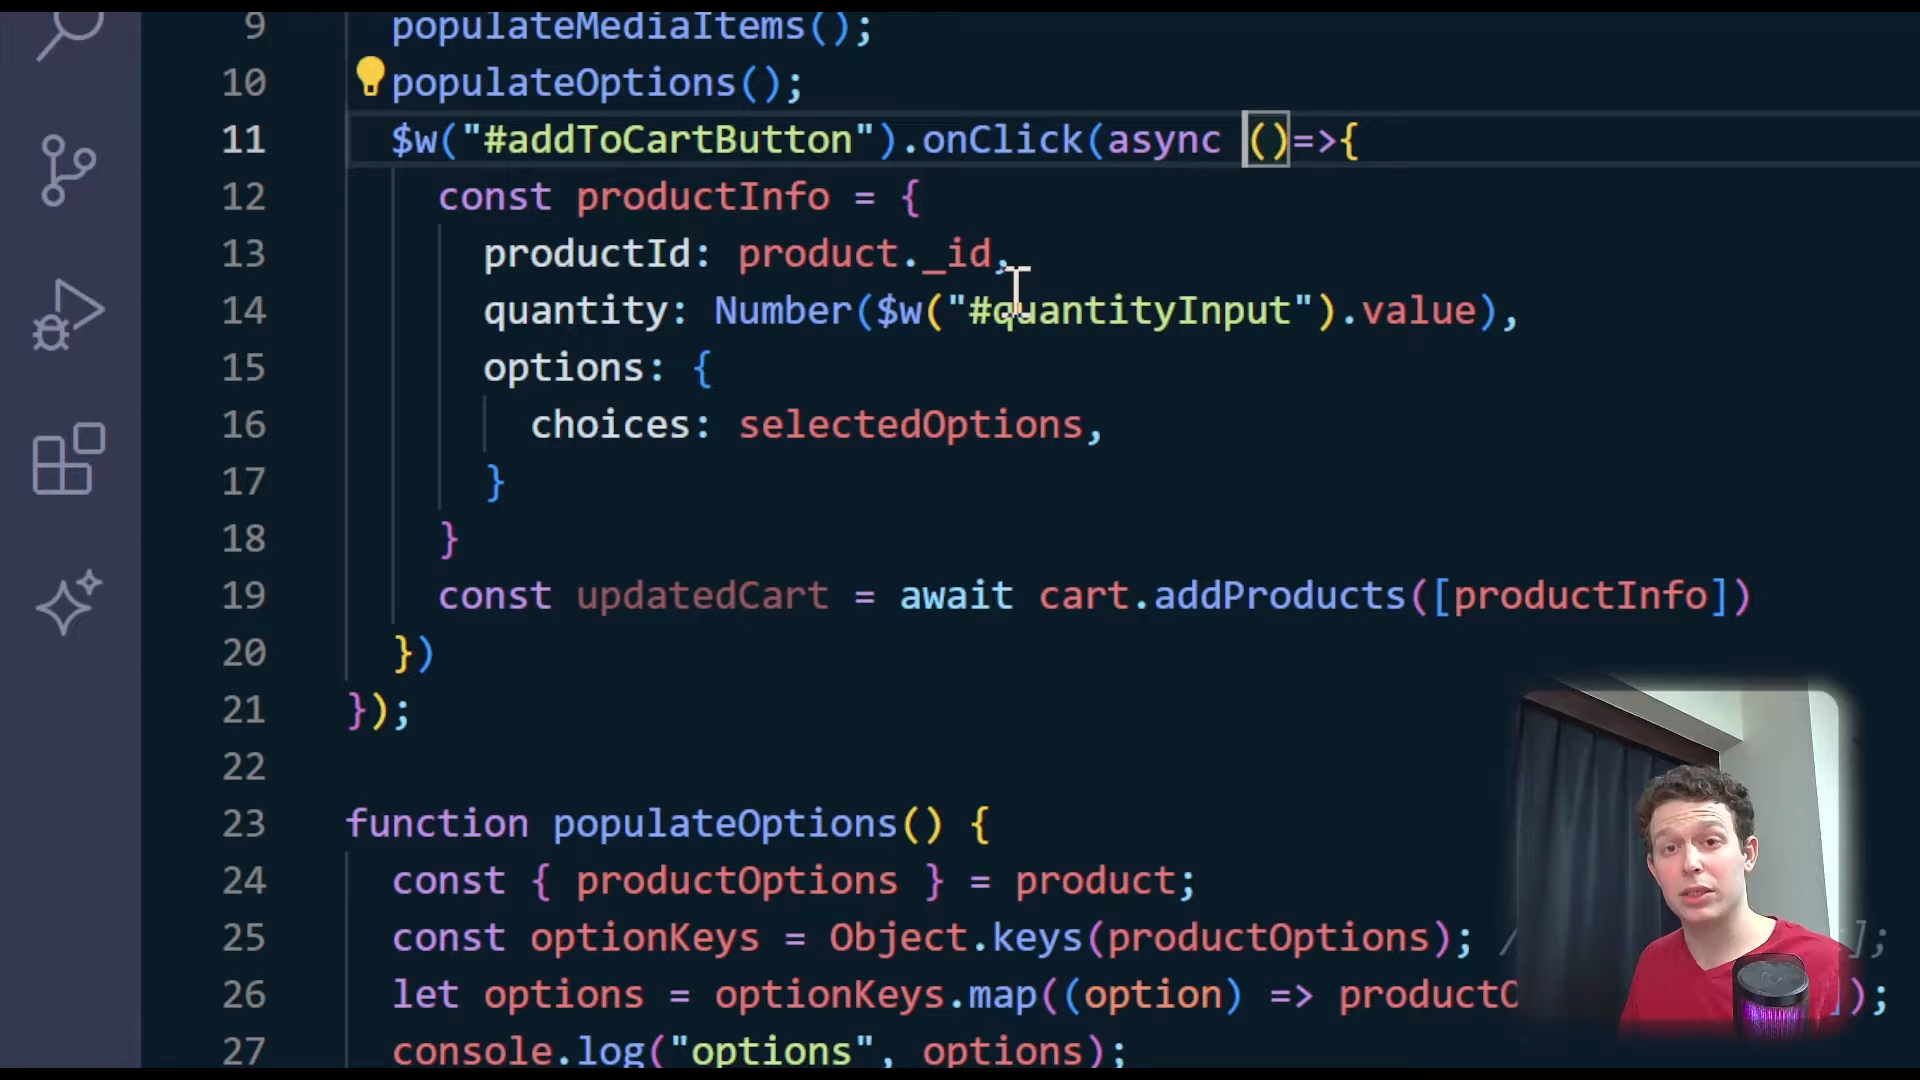 9 populateMediaItems();
10 populateOptions();
11 $w("#addToCartButton").onClick(async ()=>{
12 const productInfo = {
13 productId: product._id,
14 quantity: Number($w("#quantityInput").value),
15 options: {
16 choices: selectedOptions,
17 }
18 }
19 const updatedCart = await cart.addProducts([productInfo])
20 })
21 });
22
23 function populateOptions() {
24 const { productOptions } = product;
25 const optionKeys = Object.keys(productOptions); / ];
26 let options = optionKeys.map((option) => );
27 console.log("options", options);